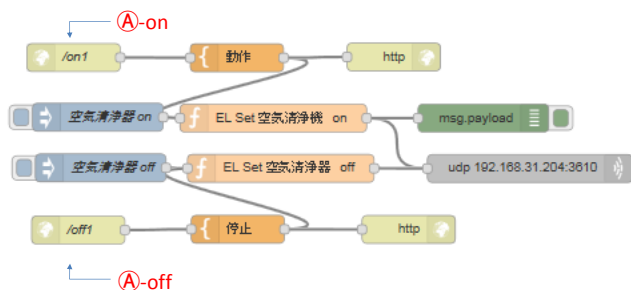 Ⓐ-on
/on1
動作
http
空気清浄器 on
EL Set 空気清浄機 on
msg.payload
空気清浄器 off
EL Set 空気清浄器 off
udp 192.168.31.204:3610
/off1
停止
http
Ⓐ-off